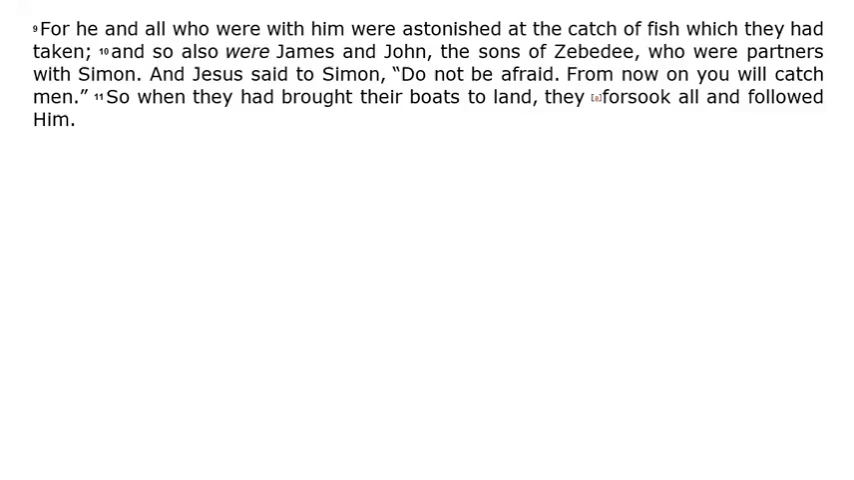 9For he and all who were with him were astonished at the catch of fish which they had
taken; 10and so also were James and John, the sons of Zebedee, who were partners
with Simon. And Jesus said to Simon, “Do not be afraid. From now on you will catch
men.” 11So when they had brought their boats to land, they [a]forsook all and followed
Him.